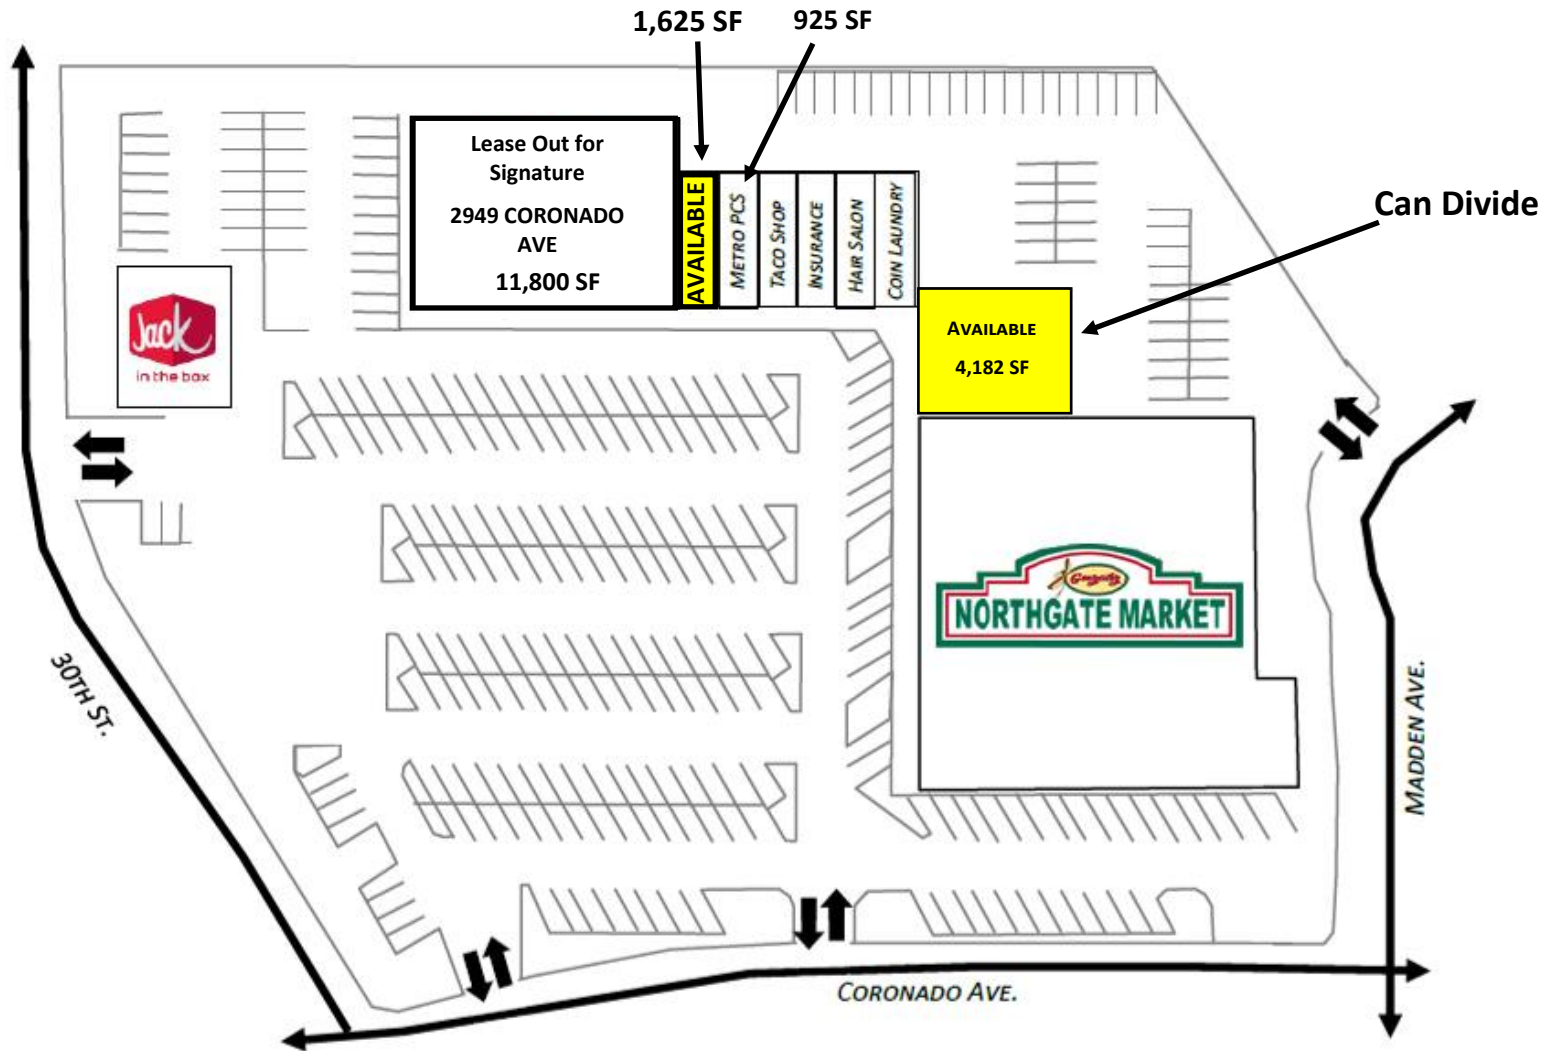 1,625 SF
925 SF
Lease Out for
Signature
2949 CORONADO
AVE
11,800 SF
AVAILABLE
METRO PCS
TACO SHOP
INSURANCE
HAIR SALON
COIN LAUNDRY
Can Divide
AVAILABLE
4,182 SF
Jack
in the box
Gonzalez
NORTHGATE MARKET
30TH ST.
MADDEN AVE.
CORONADO AVE.